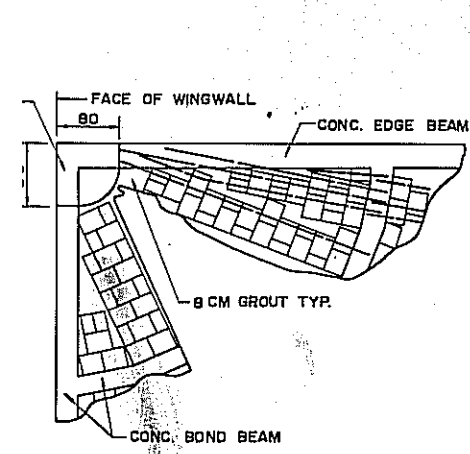 FACE OF WINGWALL
80
CONC. EDGE BEAM
8 CM GROUT TYP.
CONC. BOND BEAM